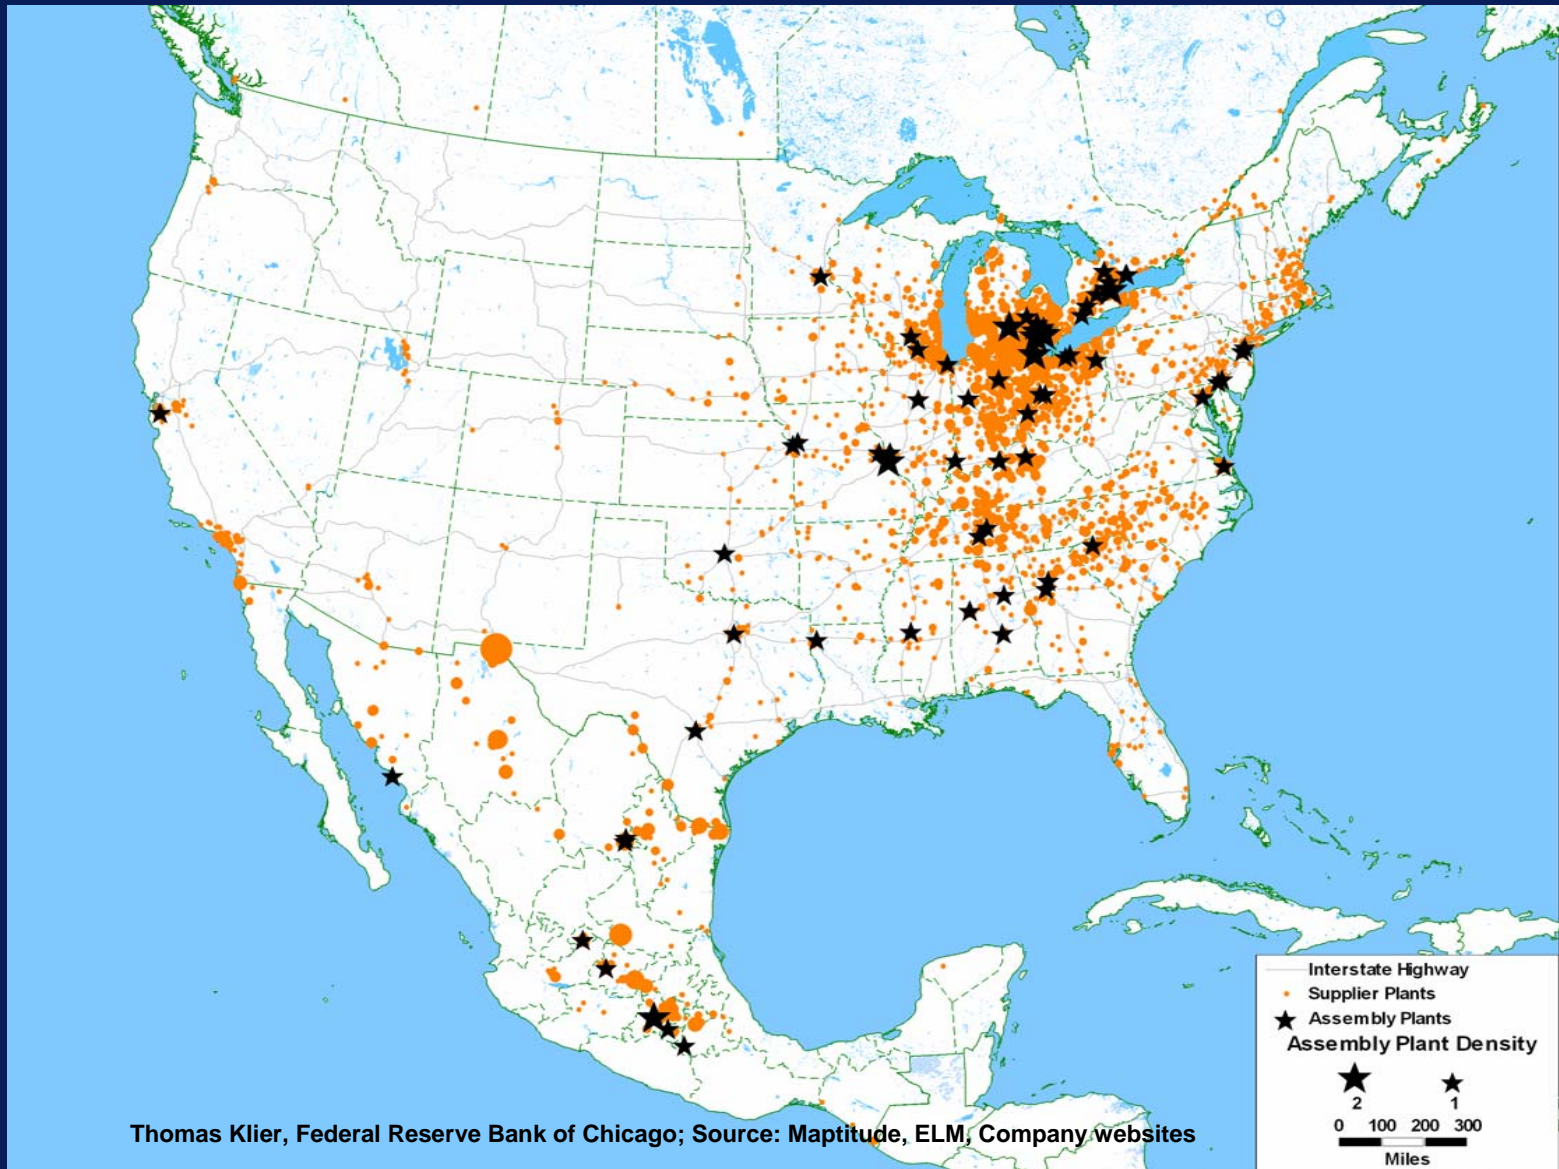 Interstate Highway
Supplier Plants
Assembly Plants
Assembly Plant Density
2 1
0 100 200 300
Miles
Thomas Klier, Federal Reserve Bank of Chicago; Source: Maptitude, ELM, Company websites